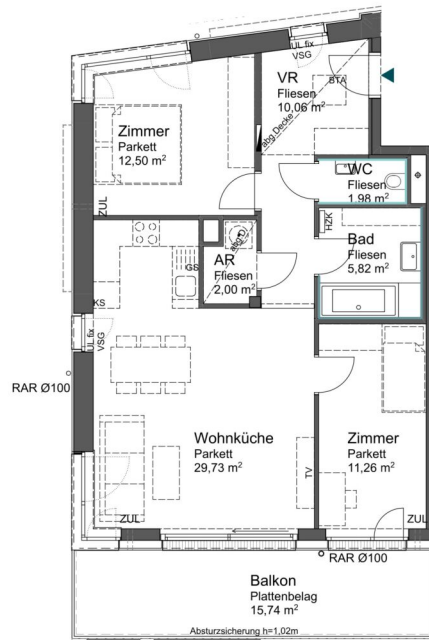 UL fix
VSG
VR
Fliesen
10,06 m²
STA
abg.Decke
Zimmer
Parkett
12,50 m²
ZUL
WC
Fliesen
1,98 m²
HZK
Bad
Fliesen
5,82 m²
abg.D
AR
Fliesen
2,00 m²
GS
KS
UL fix
VSG
RAR Ø100
Wohnküche
Parkett
29,73 m²
TV
Zimmer
Parkett
11,26 m²
ZUL
ZUL
RAR Ø100
Balkon
Plattenbelag
15,74 m²
Absturzsicherung h=1,02m